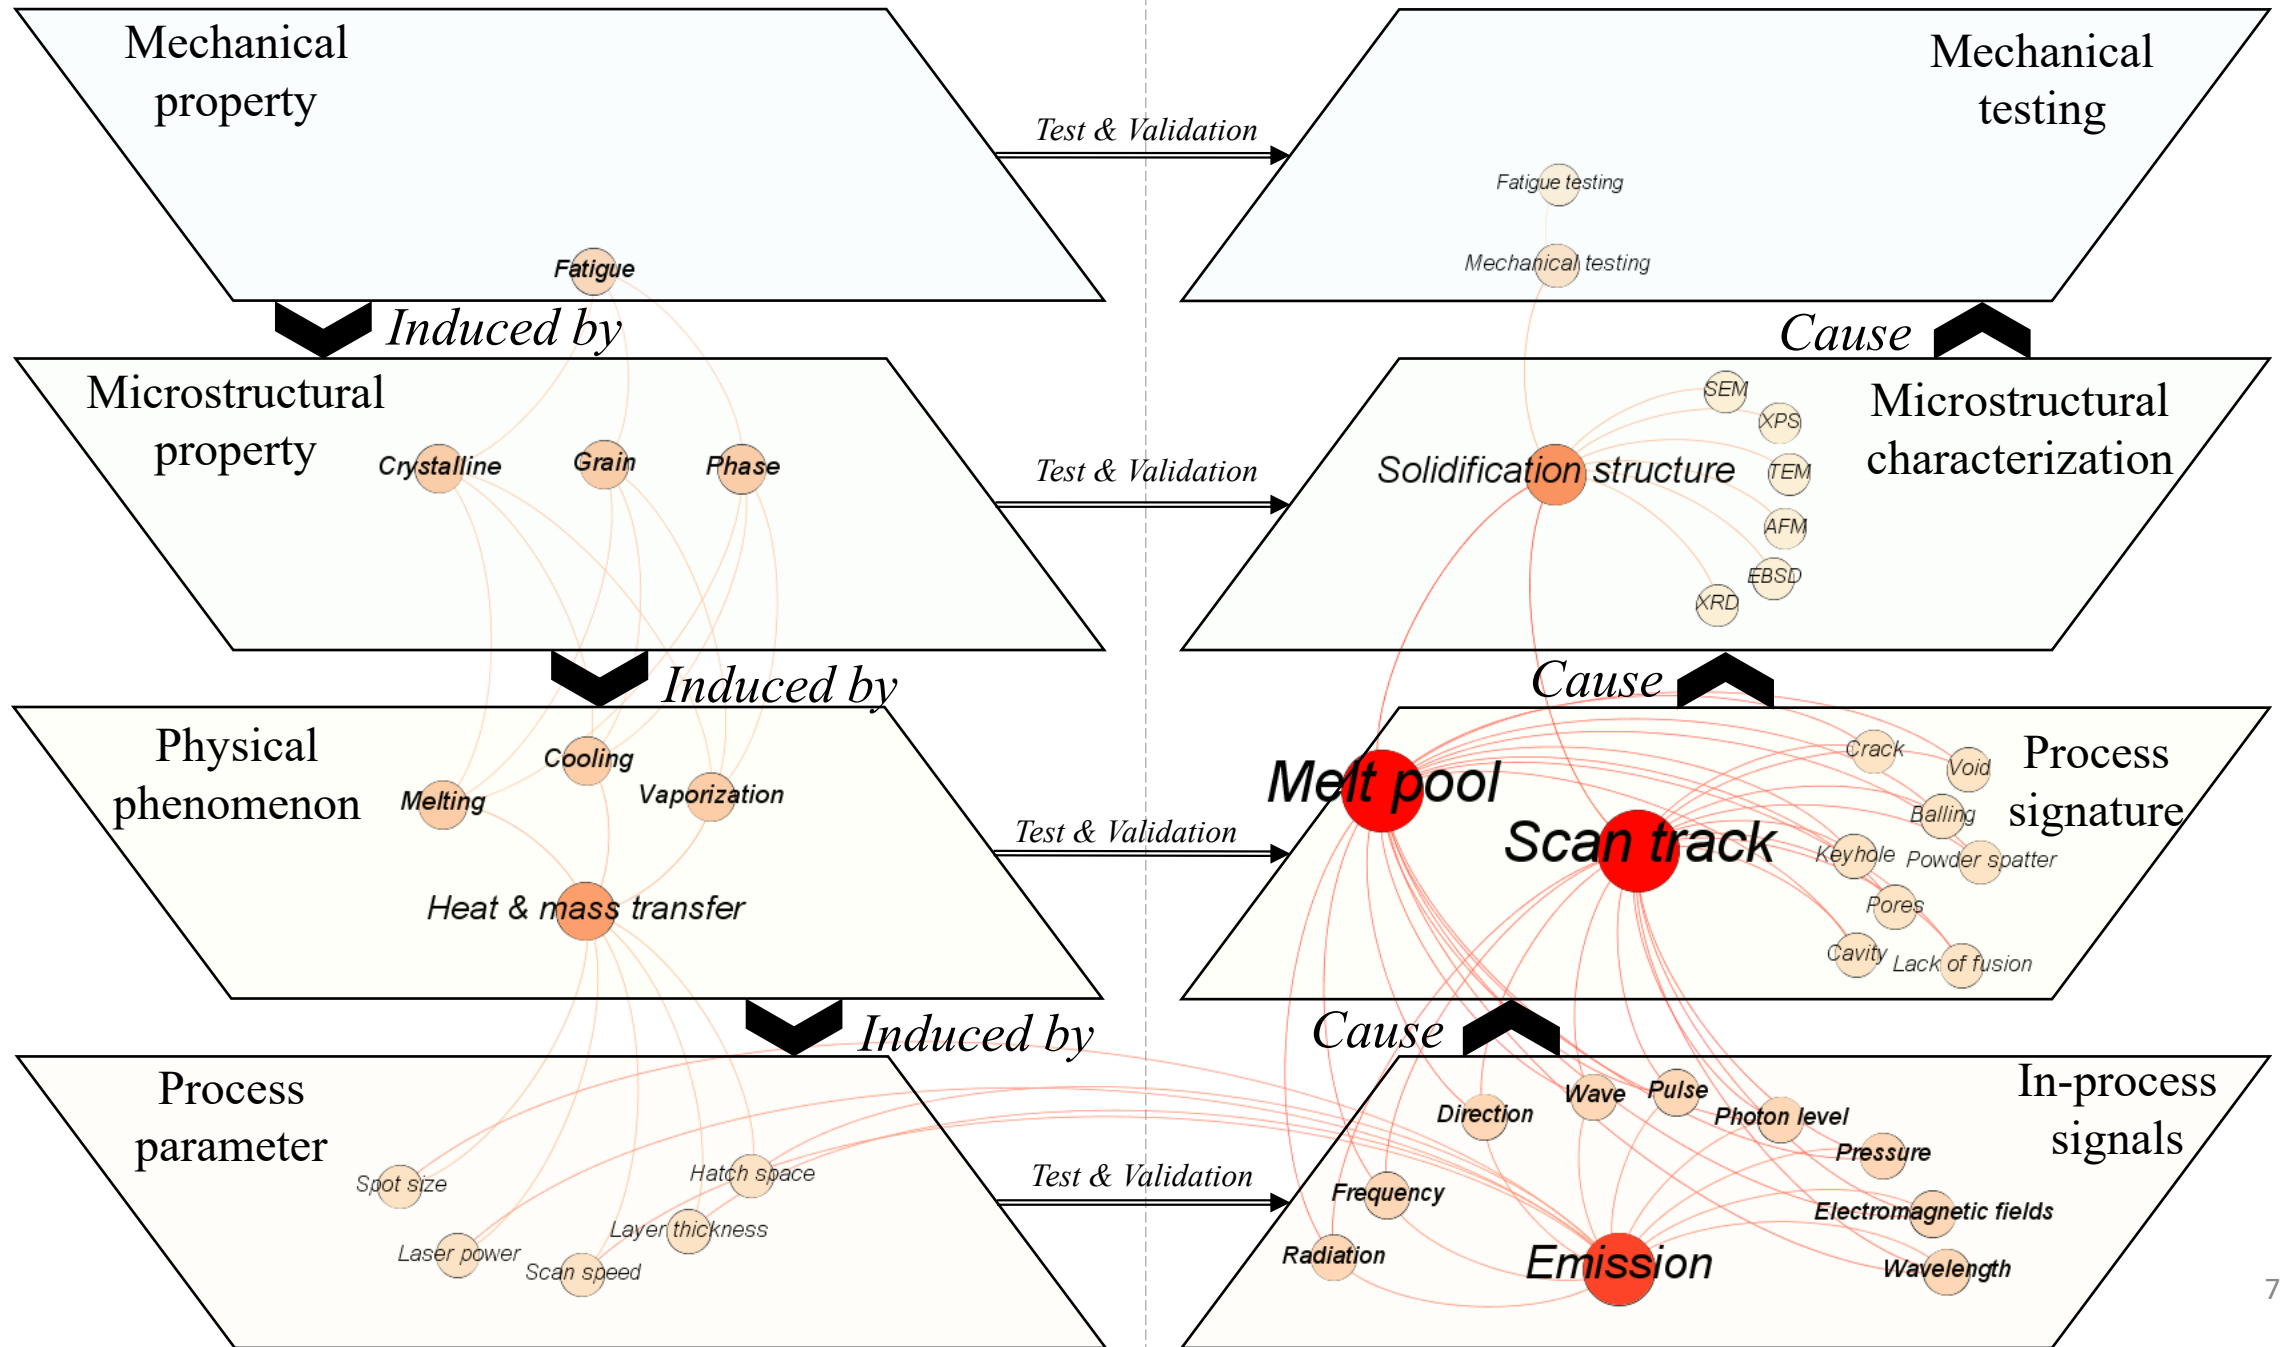 Mechanical
property
Mechanical
testing
Test & Validation
Fatigue testing
Mechanical testing
Fatigue
Induced by
Cause
Microstructural
property
Microstructural
characterization
SEM
XPS
Crystalline
Grain
Phase
Test & Validation
Solidification structure
TEM
AFM
EBSD
XRD
Induced by
Cause
Physical
phenomenon
Process
signature
Cooling
Melting
Vaporization
Heat & mass transfer
Test & Validation
Melt pool
Scan track
Crack
Void
Balling
Keyhole
Powder spatter
Pores
Cavity
Lack of fusion
Induced by
Cause
Process
parameter
In-process
signals
Spot size
Hatch space
Layer thickness
Laser power
Scan speed
Test & Validation
Direction
Wave
Pulse
Photon level
Pressure
Frequency
Electromagnetic fields
Radiation
Emission
Wavelength
7